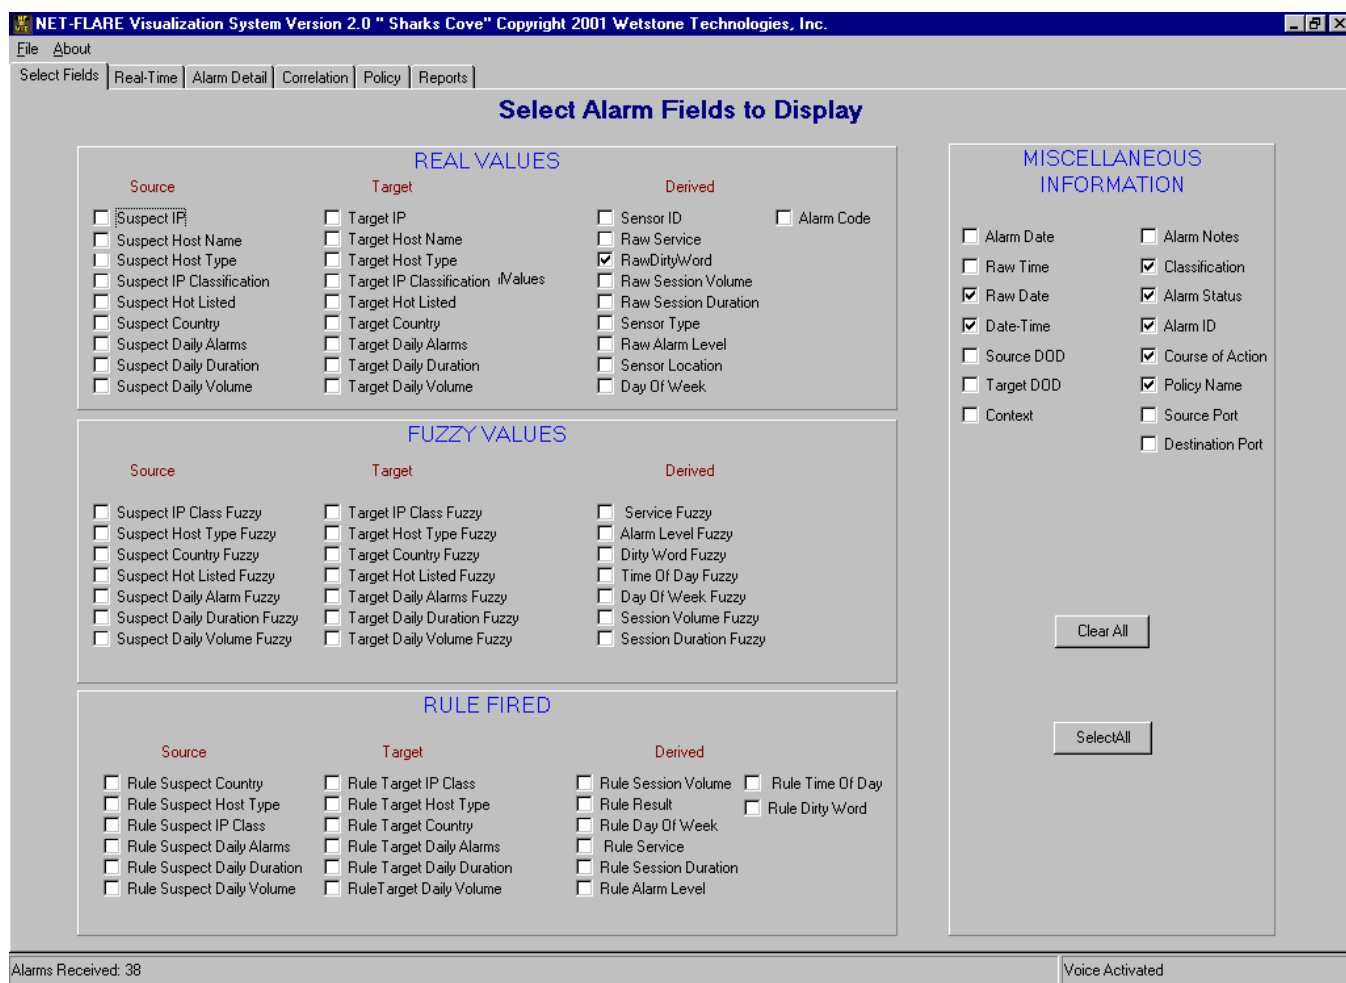 NET-FLARE Visualization System Version 2.0 " Sharks Cove" Copyright 2001 Wetstone Technologies, Inc.
File About
Select Fields Real-Time Alarm Detail Correlation Policy Reports
Select Alarm Fields to Display
REAL VALUES
Source Target Derived
Suspect IP Target IP Sensor ID Alarm Code
Suspect Host Name Target Host Name Raw Service
Suspect Host Type Target Host Type RawDirtyWord
Suspect IP Classification Target IP Classification Values Raw Session Volume
Suspect Hot Listed Target Hot Listed Raw Session Duration
Suspect Country Target Country Sensor Type
Suspect Daily Alarms Target Daily Alarms Raw Alarm Level
Suspect Daily Duration Target Daily Duration Sensor Location
Suspect Daily Volume Target Daily Volume Day Of Week
FUZZY VALUES
Source Target Derived
Suspect IP Class Fuzzy Target IP Class Fuzzy Service Fuzzy
Suspect Host Type Fuzzy Target Host Type Fuzzy Alarm Level Fuzzy
Suspect Country Fuzzy Target Country Fuzzy Dirty Word Fuzzy
Suspect Hot Listed Fuzzy Target Hot Listed Fuzzy Time Of Day Fuzzy
Suspect Daily Alarm Fuzzy Target Daily Alarms Fuzzy Day Of Week Fuzzy
Suspect Daily Duration Fuzzy Target Daily Duration Fuzzy Session Volume Fuzzy
Suspect Daily Volume Fuzzy Target Daily Volume Fuzzy Session Duration Fuzzy
RULE FIRED
Source Target Derived
Rule Suspect Country Rule Target IP Class Rule Session Volume Rule Time Of Day
Rule Suspect Host Type Rule Target Host Type Rule Result Rule Dirty Word
Rule Suspect IP Class Rule Target Country Rule Day Of Week
Rule Suspect Daily Alarms Rule Target Daily Alarms Rule Service
Rule Suspect Daily Duration Rule Target Daily Duration Rule Session Duration
Rule Suspect Daily Volume RuleTarget Daily Volume Rule Alarm Level
MISCELLANEOUS
INFORMATION
Alarm Date Alarm Notes
Raw Time Classification
Raw Date Alarm Status
Date-Time Alarm ID
Source DOD Course of Action
Target DOD Policy Name
Context Source Port
Destination Port
Clear All
SelectAll
Alarms Received: 38 Voice Activated